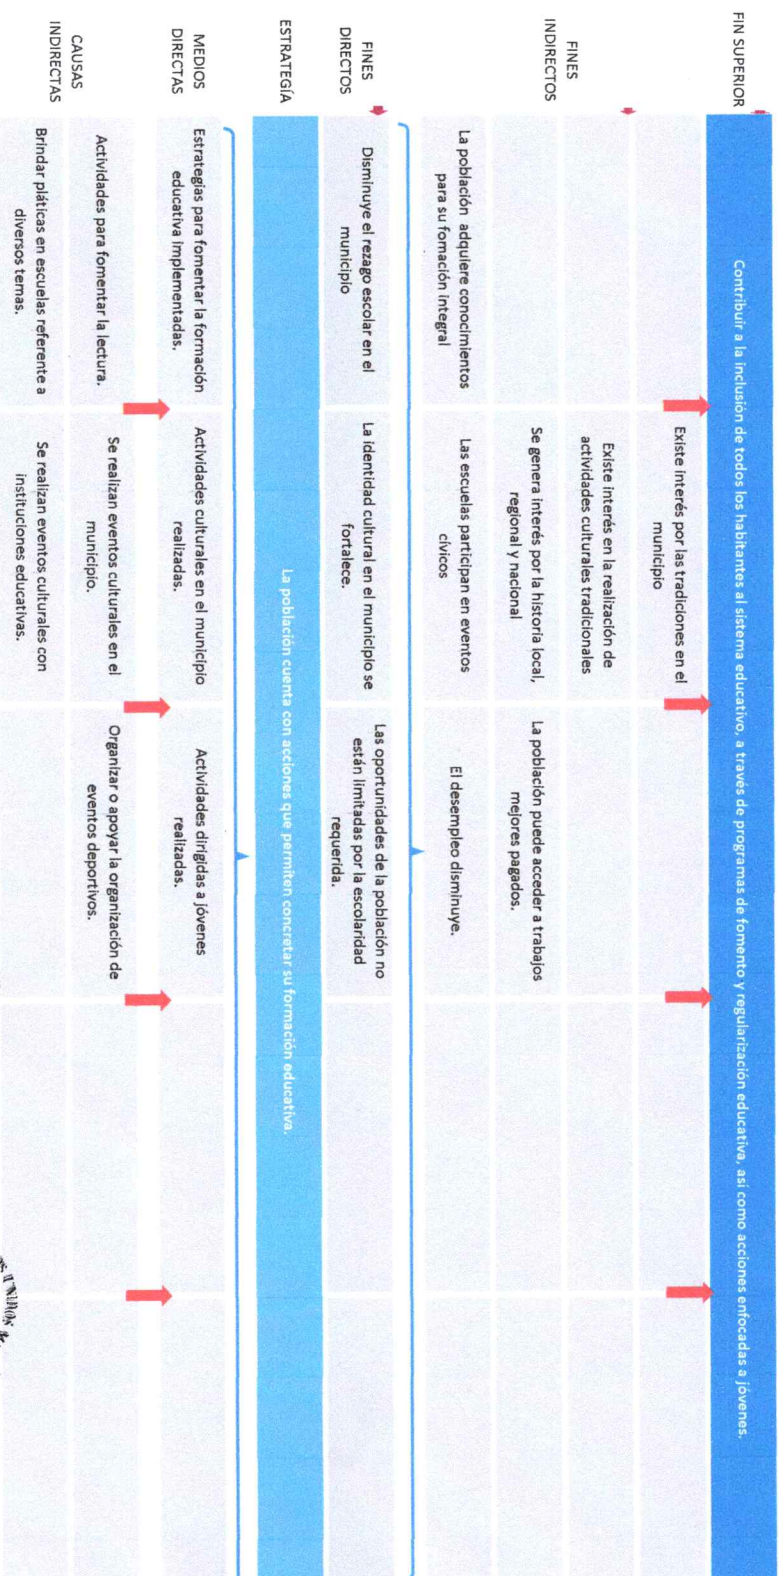 FIN SUPERIOR
Contribuir a la inclusión de todos los habitantes al sistema educativo, a través de programas de fomento y regularización educativa, así como acciones enfocadas a jóvenes.
FINES
INDIRECTOS
Existe interés por las tradiciones en el
municipio
Existe interés en la realización de
actividades culturales tradicionales
Se genera interés por la historia local,
regional y nacional
La población puede acceder a trabajos
mejores pagados.
La población adquiere conocimientos
para su fomación integral
Las escuelas participan en eventos
cívicos
El desempleo disminuye.
FINES
DIRECTOS
Disminuye el rezago escolar en el
municipio
La identidad cultural en el municipio se
fortalece.
Las oportunidades de la población no
están limitadas por la escolaridad
requerida.
ESTRATEGÍA
La población cuenta con acciones que permiten concretar su formación educativa.
MEDIOS
DIRECTAS
Estrategias para fomentar la formación
educativa implementadas.
Actividades culturales en el municipio
realizadas.
Actividades dirigidas a jóvenes
realizadas.
CAUSAS
INDIRECTAS
Actividades para fomentar la lectura.
Se realizan eventos culturales en el
municipio.
Organizar o apoyar la organización de
eventos deportivos.
Brindar pláticas en escuelas referente a
diversos temas.
Se realizan eventos culturales con
instituciones educativas.